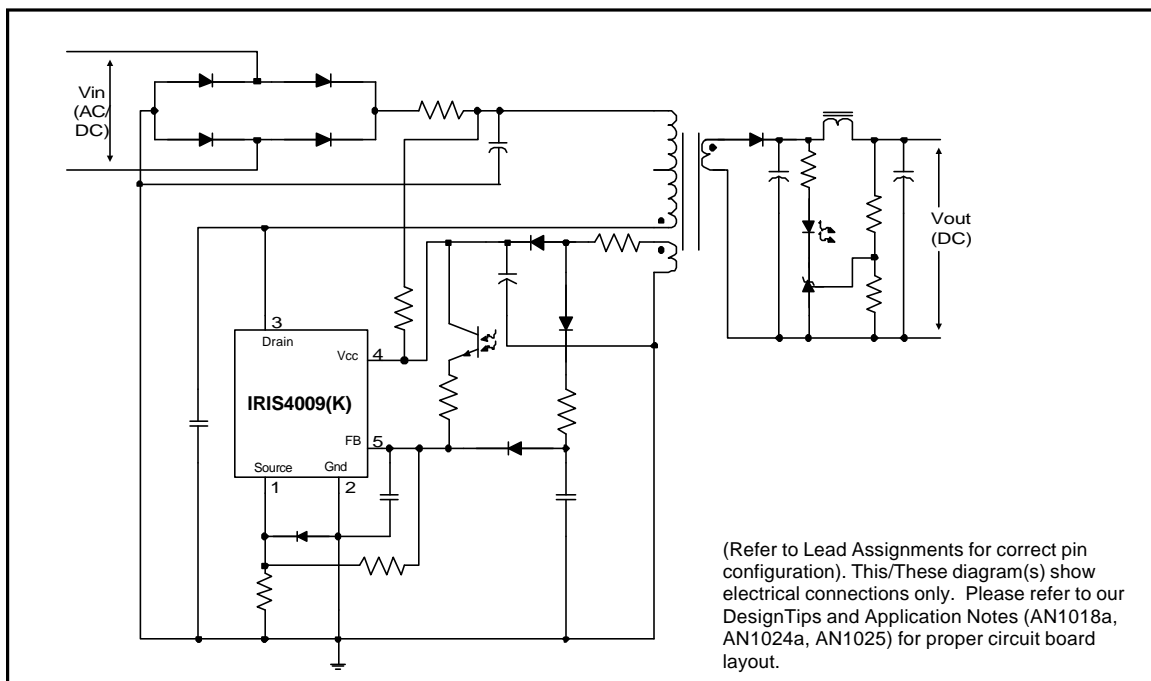 Vin
(AC/
DC)
Vout
(DC)
3
Drain
Vcc
4
IRIS4009(K)
FB
5
Source
Gnd
1
2
(Refer to Lead Assignments for correct pin
configuration). This/These diagram(s) show
electrical connections only.  Please refer to our
DesignTips and Application Notes (AN1018a,
AN1024a, AN1025) for proper circuit board
layout.